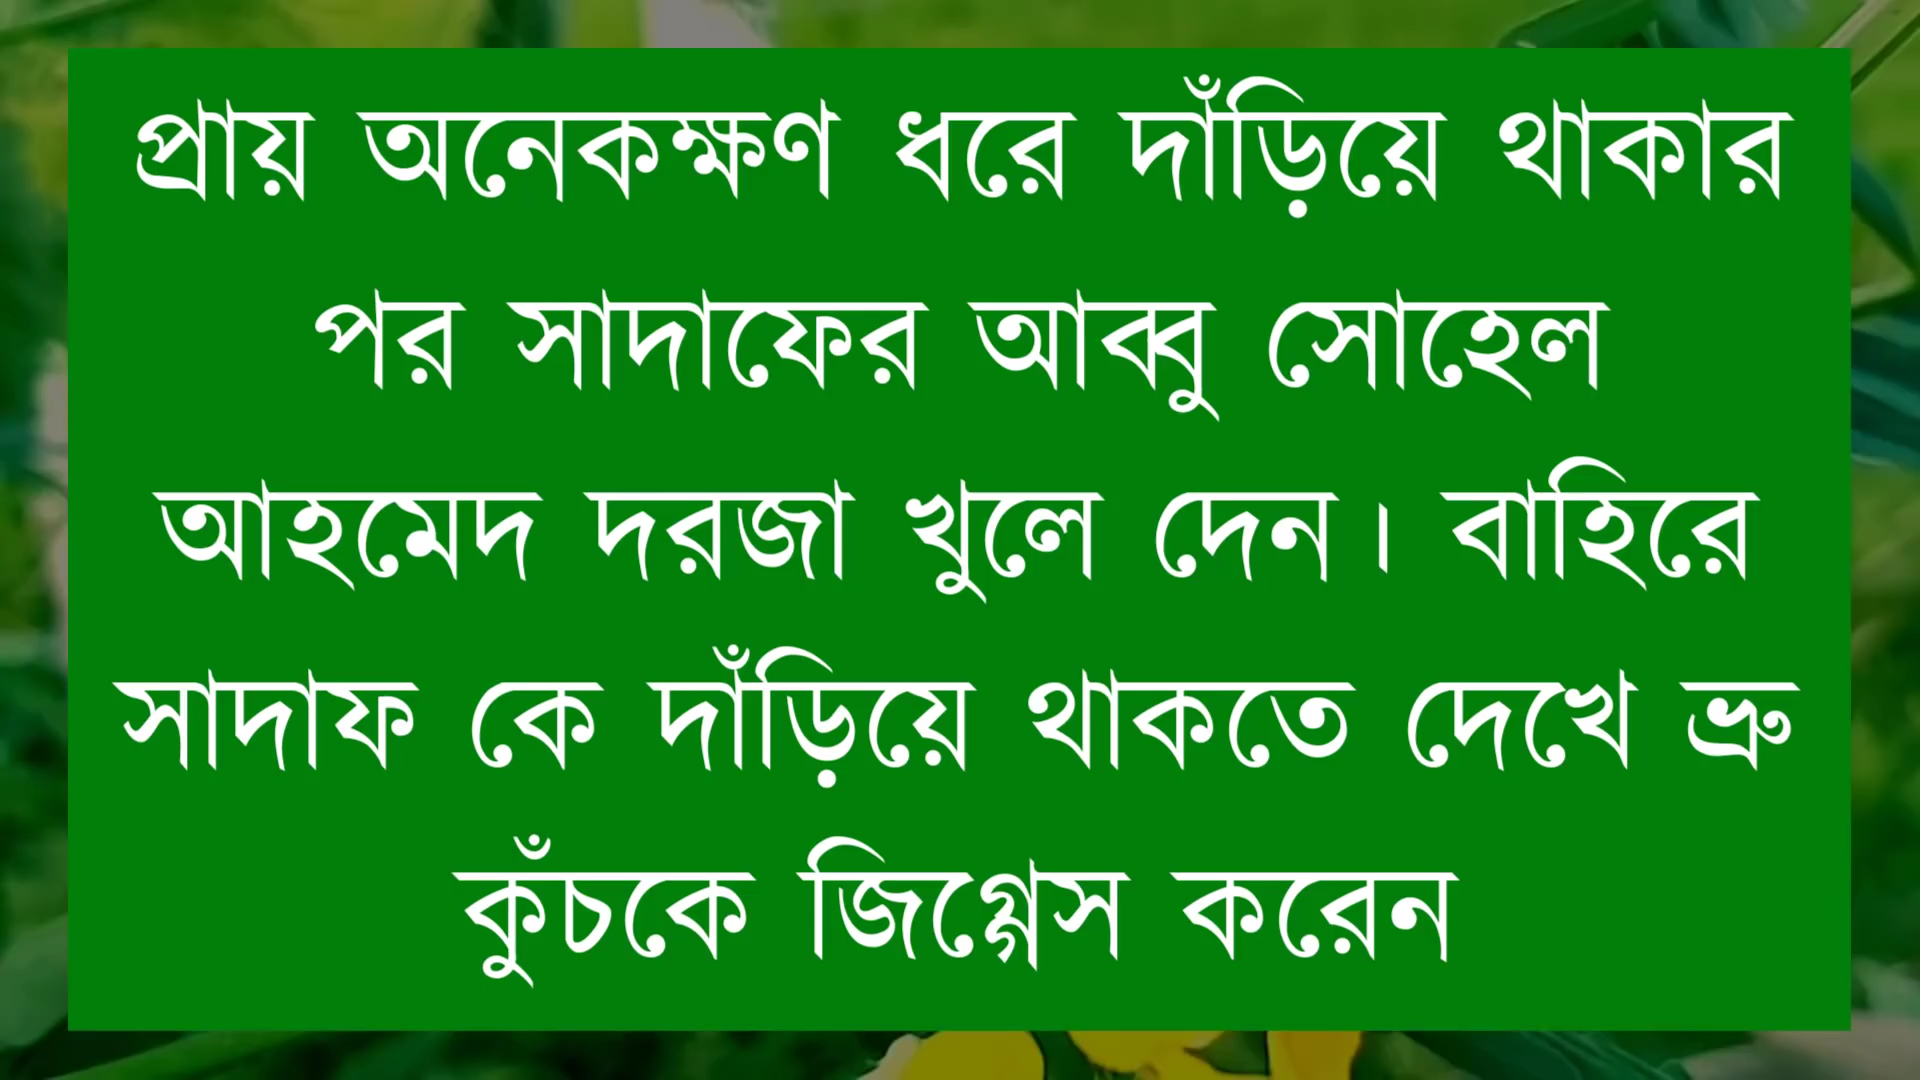 প্রায় অনেকক্ষণ ধরে দাঁড়িয়ে থাকার
পর সাদাফের আব্বু সোহেল
আহমেদ দরজা খুলে দেন। বাহিরে
সাদাফ কে দাঁড়িয়ে থাকতে দেখে ভ্রু
কুঁচকে জিগ্গেস করেন